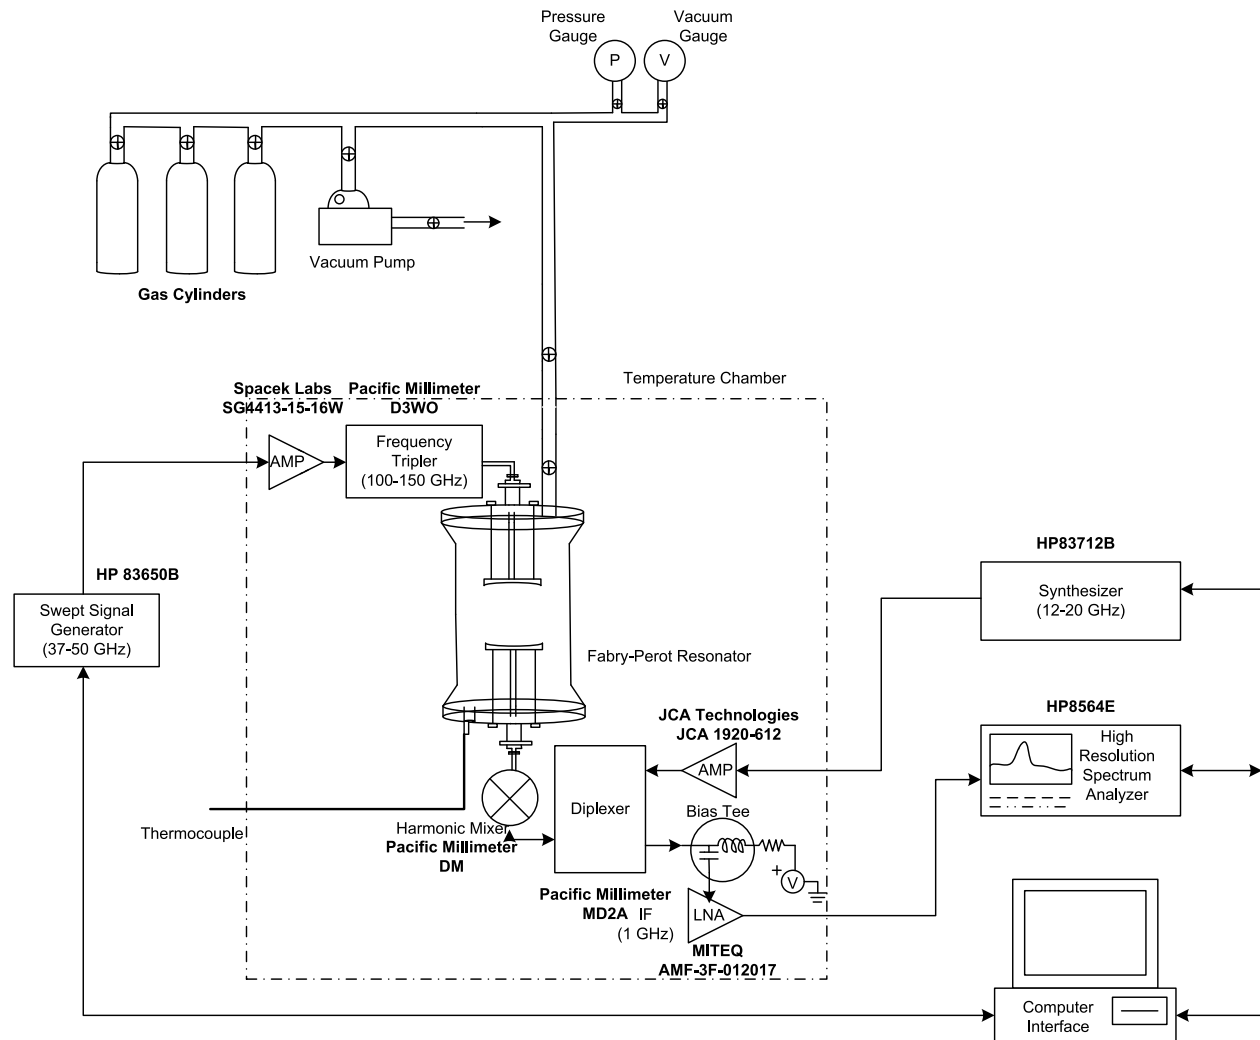 Pressure
Gauge
Vacuum
Gauge
P
V
Vacuum Pump
Gas Cylinders
Temperature Chamber
Spacek Labs
SG4413-15-16W
Pacific Millimeter
D3WO
AMP
Frequency
Tripler
(100-150 GHz)
HP 83650B
Swept Signal
Generator
(37-50 GHz)
HP83712B
Synthesizer
(12-20 GHz)
Fabry-Perot Resonator
HP8564E
High
Resolution
Spectrum
Analyzer
JCA Technologies
JCA 1920-612
AMP
Diplexer
Bias Tee
Thermocouple
Harmonic Mixer
Pacific Millimeter
DM
+
V
Pacific Millimeter
MD2A IF
(1 GHz)
LNA
MITEQ
AMF-3F-012017
Computer
Interface